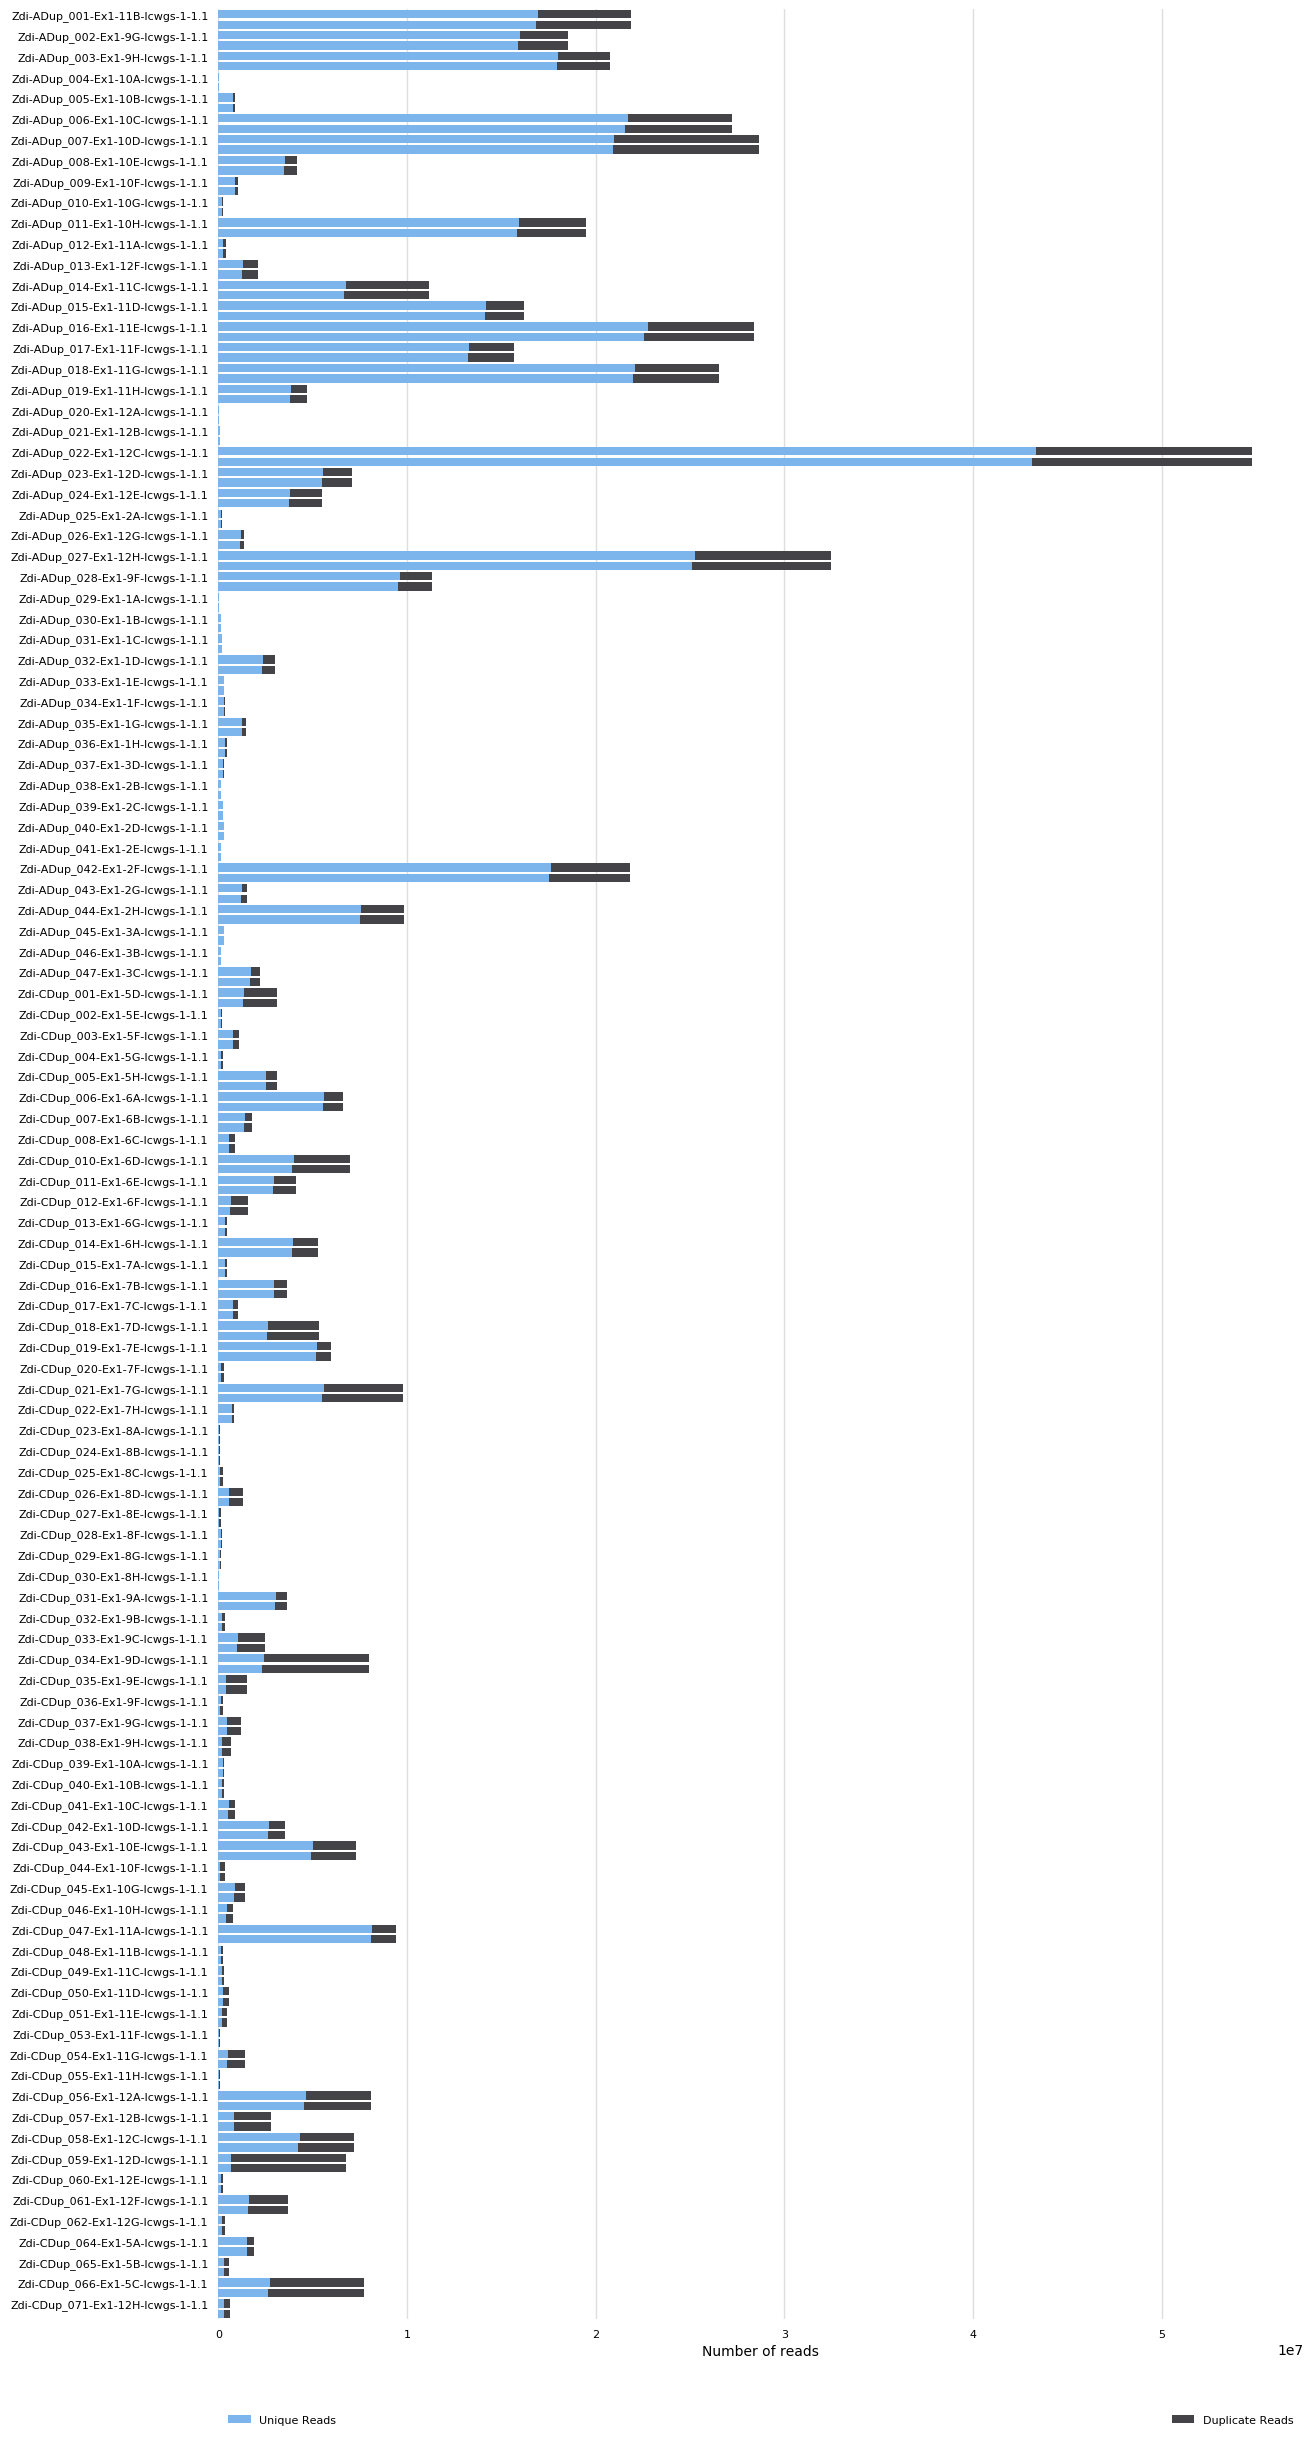 Zdi-ADup_001-Ex1-11B-lcwgs-1-1.1
Zdi-ADup_002-Ex1-9G-lcwgs-1-1.1
Zdi-ADup_003-Ex1-9H-lcwgs-1-1.1
Zdi-ADup_004-Ex1-10A-lcwgs-1-1.1
Zdi-ADup_005-Ex1-10B-lcwgs-1-1.1
Zdi-ADup_006-Ex1-10C-lcwgs-1-1.1
Zdi-ADup_007-Ex1-10D-lcwgs-1-1.1
Zdi-ADup_008-Ex1-10E-lcwgs-1-1.1
Zdi-ADup_009-Ex1-10F-lcwgs-1-1.1
Zdi-ADup_010-Ex1-10G-lcwgs-1-1.1
Zdi-ADup_011-Ex1-10H-lcwgs-1-1.1
Zdi-ADup_012-Ex1-11A-lcwgs-1-1.1
Zdi-ADup_013-Ex1-12F-lcwgs-1-1.1
Zdi-ADup_014-Ex1-11C-lcwgs-1-1.1
Zdi-ADup_015-Ex1-11D-lcwgs-1-1.1
Zdi-ADup_016-Ex1-11E-lcwgs-1-1.1
Zdi-ADup_017-Ex1-11F-lcwgs-1-1.1
Zdi-ADup_018-Ex1-11G-lcwgs-1-1.1
Zdi-ADup_019-Ex1-11H-lcwgs-1-1.1
Zdi-ADup_020-Ex1-12A-lcwgs-1-1.1
Zdi-ADup_021-Ex1-12B-lcwgs-1-1.1
Zdi-ADup_022-Ex1-12C-lcwgs-1-1.1
Zdi-ADup_023-Ex1-12D-lcwgs-1-1.1
Zdi-ADup_024-Ex1-12E-lcwgs-1-1.1
Zdi-ADup_025-Ex1-2A-lcwgs-1-1.1
Zdi-ADup_026-Ex1-12G-lcwgs-1-1.1
Zdi-ADup_027-Ex1-12H-lcwgs-1-1.1
Zdi-ADup_028-Ex1-9F-lcwgs-1-1.1
Zdi-ADup_029-Ex1-1A-lcwgs-1-1.1
Zdi-ADup_030-Ex1-1B-lcwgs-1-1.1
Zdi-ADup_031-Ex1-1C-lcwgs-1-1.1
Zdi-ADup_032-Ex1-1D-lcwgs-1-1.1
Zdi-ADup_033-Ex1-1E-lcwgs-1-1.1
Zdi-ADup_034-Ex1-1F-lcwgs-1-1.1
Zdi-ADup_035-Ex1-1G-lcwgs-1-1.1
Zdi-ADup_036-Ex1-1H-lcwgs-1-1.1
Zdi-ADup_037-Ex1-3D-lcwgs-1-1.1
Zdi-ADup_038-Ex1-2B-lcwgs-1-1.1
Zdi-ADup_039-Ex1-2C-lcwgs-1-1.1
Zdi-ADup_040-Ex1-2D-lcwgs-1-1.1
Zdi-ADup_041-Ex1-2E-lcwgs-1-1.1
Zdi-ADup_042-Ex1-2F-lcwgs-1-1.1
Zdi-ADup_043-Ex1-2G-lcwgs-1-1.1
Zdi-ADup_044-Ex1-2H-lcwgs-1-1.1
Zdi-ADup_045-Ex1-3A-lcwgs-1-1.1
Zdi-ADup_046-Ex1-3B-lcwgs-1-1.1
Zdi-ADup_047-Ex1-3C-lcwgs-1-1.1
Zdi-CDup_001-Ex1-5D-lcwgs-1-1.1
Zdi-CDup_002-Ex1-5E-lcwgs-1-1.1
Zdi-CDup_003-Ex1-5F-lcwgs-1-1.1
Zdi-CDup_004-Ex1-5G-lcwgs-1-1.1
Zdi-CDup_005-Ex1-5H-lcwgs-1-1.1
Zdi-CDup_006-Ex1-6A-lcwgs-1-1.1
Zdi-CDup_007-Ex1-6B-lcwgs-1-1.1
Zdi-CDup_008-Ex1-6C-lcwgs-1-1.1
Zdi-CDup_010-Ex1-6D-lcwgs-1-1.1
Zdi-CDup_011-Ex1-6E-lcwgs-1-1.1
Zdi-CDup_012-Ex1-6F-lcwgs-1-1.1
Zdi-CDup_013-Ex1-6G-lcwgs-1-1.1
Zdi-CDup_014-Ex1-6H-lcwgs-1-1.1
Zdi-CDup_015-Ex1-7A-lcwgs-1-1.1
Zdi-CDup_016-Ex1-7B-lcwgs-1-1.1
Zdi-CDup_017-Ex1-7C-lcwgs-1-1.1
Zdi-CDup_018-Ex1-7D-lcwgs-1-1.1
Zdi-CDup_019-Ex1-7E-lcwgs-1-1.1
Zdi-CDup_020-Ex1-7F-lcwgs-1-1.1
Zdi-CDup_021-Ex1-7G-lcwgs-1-1.1
Zdi-CDup_022-Ex1-7H-lcwgs-1-1.1
Zdi-CDup_023-Ex1-8A-lcwgs-1-1.1
Zdi-CDup_024-Ex1-8B-lcwgs-1-1.1
Zdi-CDup_025-Ex1-8C-lcwgs-1-1.1
Zdi-CDup_026-Ex1-8D-lcwgs-1-1.1
Zdi-CDup_027-Ex1-8E-lcwgs-1-1.1
Zdi-CDup_028-Ex1-8F-lcwgs-1-1.1
Zdi-CDup_029-Ex1-8G-lcwgs-1-1.1
Zdi-CDup_030-Ex1-8H-lcwgs-1-1.1
Zdi-CDup_031-Ex1-9A-lcwgs-1-1.1
Zdi-CDup_032-Ex1-9B-lcwgs-1-1.1
Zdi-CDup_033-Ex1-9C-lcwgs-1-1.1
Zdi-CDup_034-Ex1-9D-lcwgs-1-1.1
Zdi-CDup_035-Ex1-9E-lcwgs-1-1.1
Zdi-CDup_036-Ex1-9F-lcwgs-1-1.1
Zdi-CDup_037-Ex1-9G-lcwgs-1-1.1
Zdi-CDup_038-Ex1-9H-lcwgs-1-1.1
Zdi-CDup_039-Ex1-10A-lcwgs-1-1.1
Zdi-CDup_040-Ex1-10B-lcwgs-1-1.1
Zdi-CDup_041-Ex1-10C-lcwgs-1-1.1
Zdi-CDup_042-Ex1-10D-lcwgs-1-1.1
Zdi-CDup_043-Ex1-10E-lcwgs-1-1.1
Zdi-CDup_044-Ex1-10F-lcwgs-1-1.1
Zdi-CDup_045-Ex1-10G-lcwgs-1-1.1
Zdi-CDup_046-Ex1-10H-lcwgs-1-1.1
Zdi-CDup_047-Ex1-11A-lcwgs-1-1.1
Zdi-CDup_048-Ex1-11B-lcwgs-1-1.1
Zdi-CDup_049-Ex1-11C-lcwgs-1-1.1
Zdi-CDup_050-Ex1-11D-lcwgs-1-1.1
Zdi-CDup_051-Ex1-11E-lcwgs-1-1.1
Zdi-CDup_053-Ex1-11F-lcwgs-1-1.1
Zdi-CDup_054-Ex1-11G-lcwgs-1-1.1
Zdi-CDup_055-Ex1-11H-lcwgs-1-1.1
Zdi-CDup_056-Ex1-12A-lcwgs-1-1.1
Zdi-CDup_057-Ex1-12B-lcwgs-1-1.1
Zdi-CDup_058-Ex1-12C-lcwgs-1-1.1
Zdi-CDup_059-Ex1-12D-lcwgs-1-1.1
Zdi-CDup_060-Ex1-12E-lcwgs-1-1.1
Zdi-CDup_061-Ex1-12F-lcwgs-1-1.1
Zdi-CDup_062-Ex1-12G-lcwgs-1-1.1
Zdi-CDup_064-Ex1-5A-lcwgs-1-1.1
Zdi-CDup_065-Ex1-5B-lcwgs-1-1.1
Zdi-CDup_066-Ex1-5C-lcwgs-1-1.1
Zdi-CDup_071-Ex1-12H-lcwgs-1-1.1
0 1 2 3 4 5
Number of reads
1e7
Unique Reads
Duplicate Reads